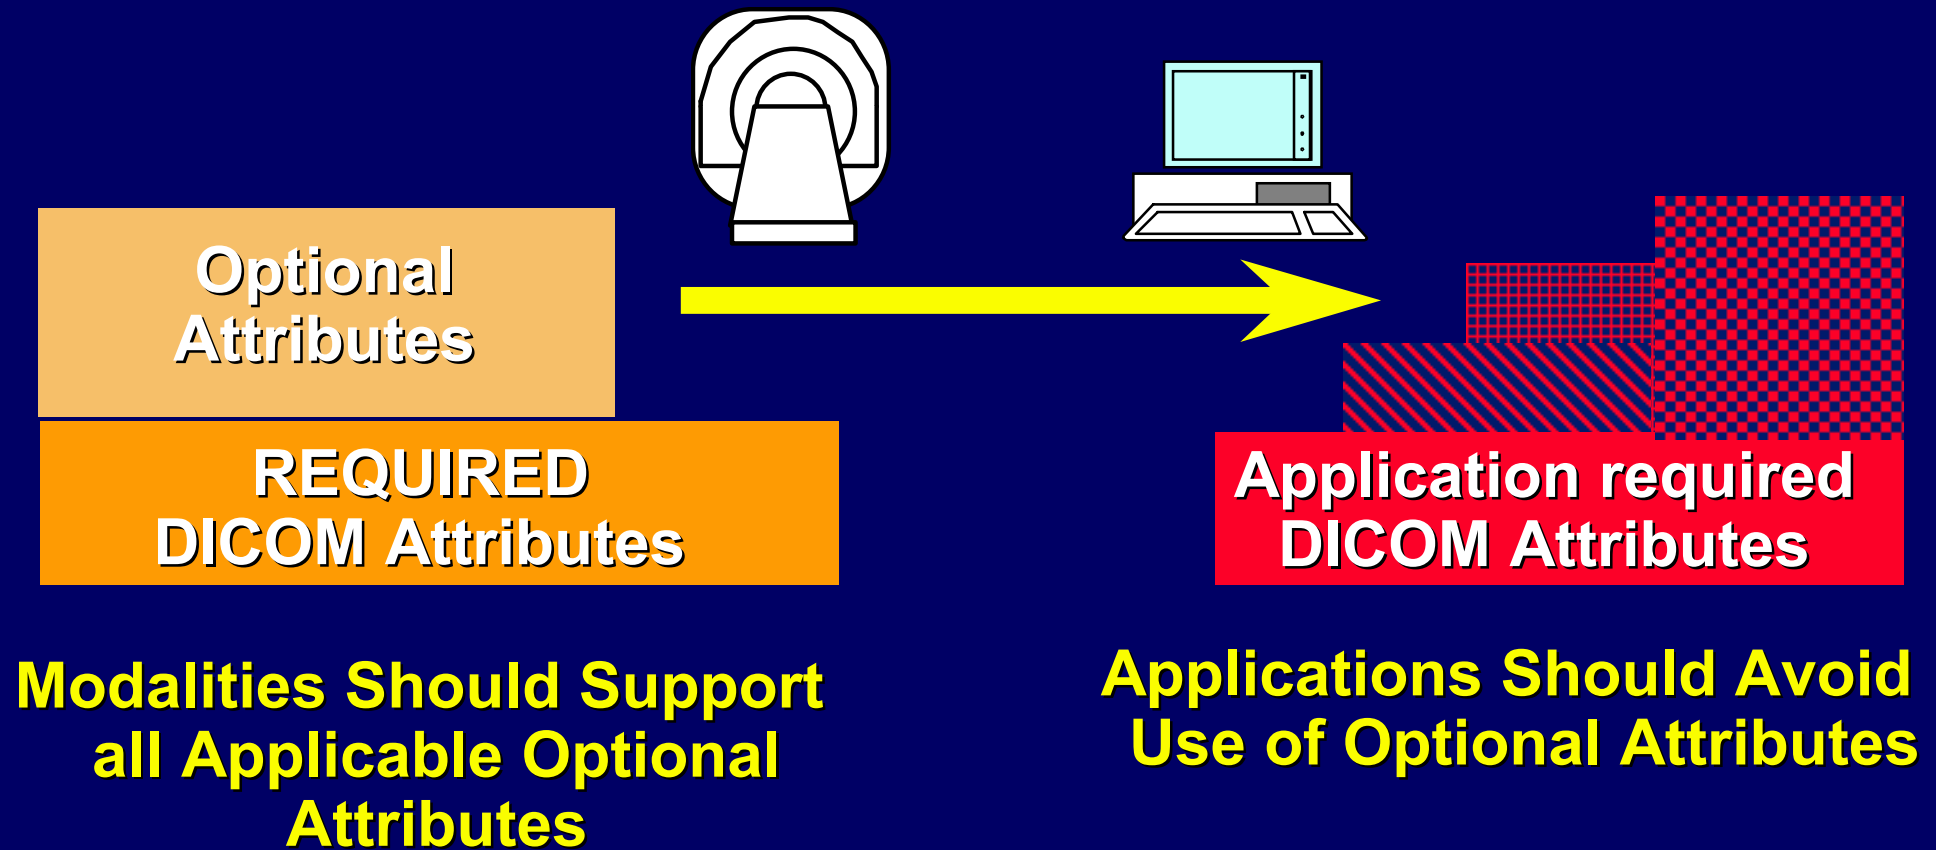 Optional
Attributes
REQUIRED
DICOM Attributes
Application required
DICOM Attributes
Modalities Should Support
all Applicable Optional
Attributes
Applications Should Avoid
Use of Optional Attributes